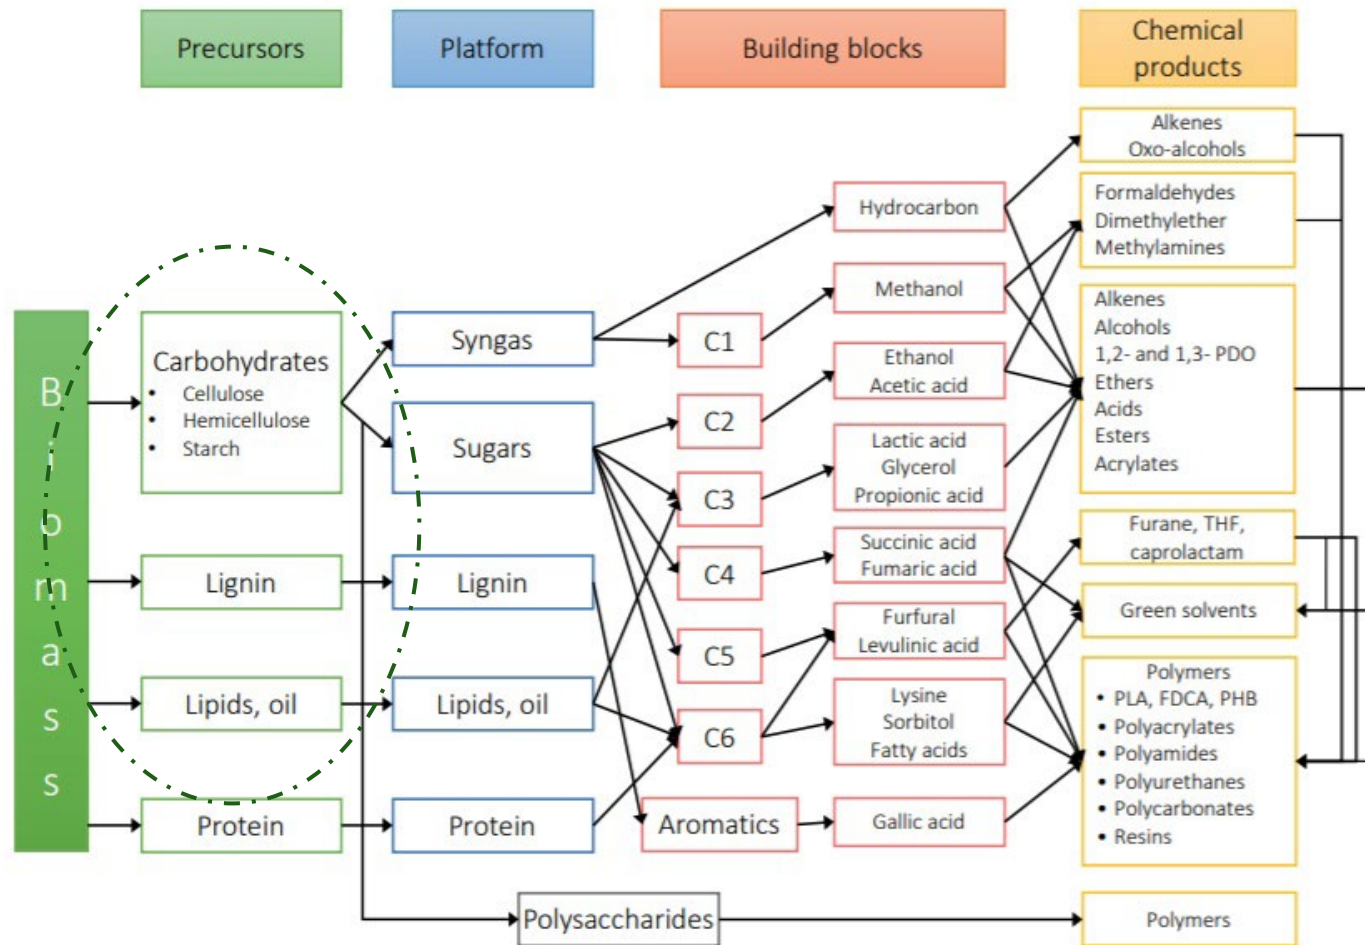 Precursors
Platform
Building blocks
Chemical
products
Biomass
Carbohydrates
• Cellulose
• Hemicellulose
• Starch
Lignin
Lipids, oil
Protein
Syngas
Sugars
Lignin
Lipids, oil
Protein
Polysaccharides
C1
C2
C3
C4
C5
C6
Aromatics
Hydrocarbon
Methanol
Ethanol
Acetic acid
Lactic acid
Glycerol
Propionic acid
Succinic acid
Fumaric acid
Furfural
Levulinic acid
Lysine
Sorbitol
Fatty acids
Gallic acid
Alkenes
Oxo-alcohols
Formaldehydes
Dimethylether
Methylamines
Alkenes
Alcohols
1,2- and 1,3- PDO
Ethers
Acids
Esters
Acrylates
Furane, THF,
caprolactam
Green solvents
Polymers
• PLA, FDCA, PHB
• Polyacrylates
• Polyamides
• Polyurethanes
• Polycarbonates
• Resins
Polymers